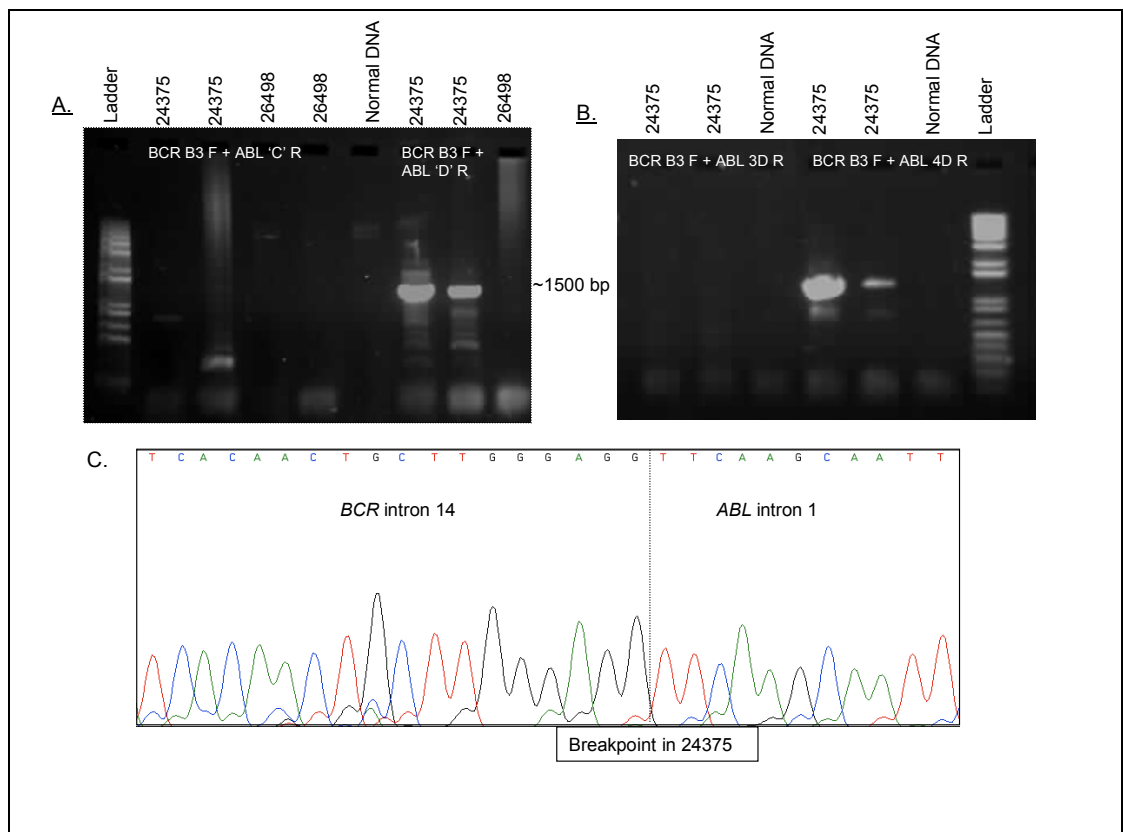 A.
Ladder
24375
24375
26498
26498
Normal DNA
24375
24375
26498
BCR B3 F + ABL 'C' R
BCR B3 F +
ABL 'D' R
~1500 bp
B.
24375
24375
Normal DNA
24375
24375
Normal DNA
Ladder
BCR B3 F + ABL 3D R
BCR B3 F + ABL 4D R
C.
T C A C A A C T G C T T G G G A G G T T C A A G C A A T T
BCR intron 14
ABL intron 1
Breakpoint in 24375